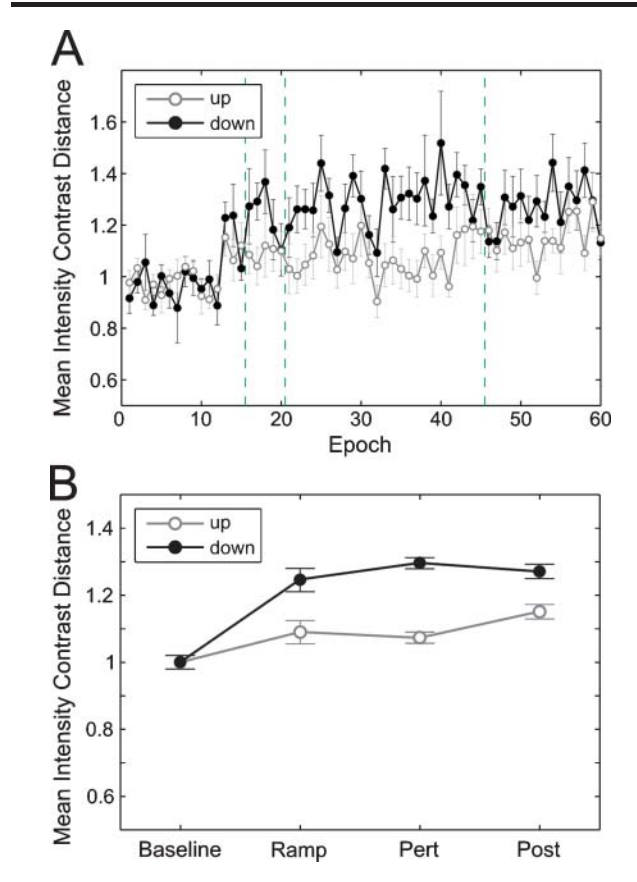 A
Mean Intensity Contrast Distance
1.6
1.4
1.2
1
0.8
0.6
up
down
0 10 20 30 40 50 60
Epoch
B
Mean Intensity Contrast Distance
1.4
1.2
1
0.8
0.6
up
down
Baseline Ramp Pert Post